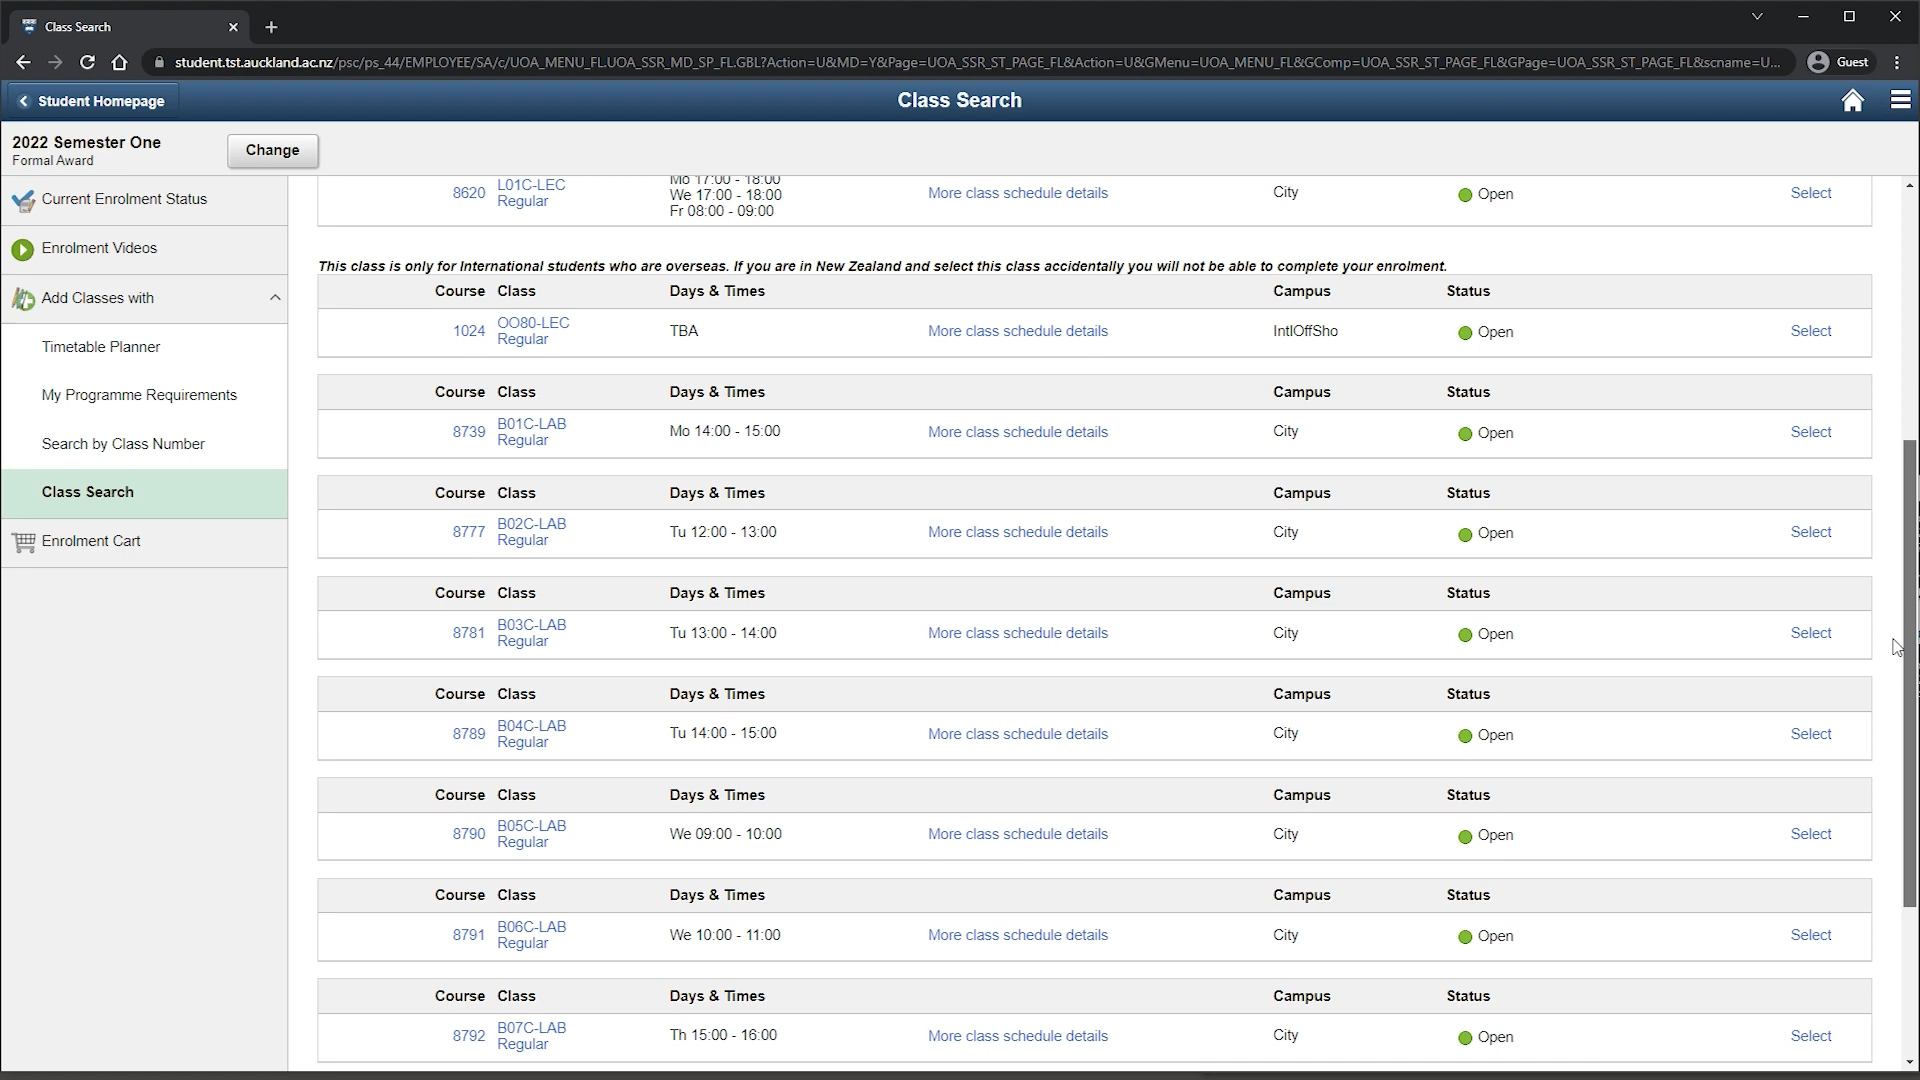 Class Search
student.tst.auckland.ac.nz/psc/ps_44/EMPLOYEE/SA/c/UOA_MENU_FL.UOA_SSR_MD_SP_FL.GBL?Action=U&MD=Y&Page=UOA_SSR_ST_PAGE_FL&Action=U&GMenu=UOA_MENU_FL&GComp=UOA_SSR_ST_PAGE_FL&GPage=UOA_SSR_ST_PAGE_FL&scname=U... Guest
Student Homepage Class Search
2022 Semester One
Formal Award
Change
Current Enrolment Status
Enrolment Videos
Add Classes with
Timetable Planner
My Programme Requirements
Search by Class Number
Class Search
Enrolment Cart
Mo 17:00 - 18:00
8620 L01C-LEC We 17:00 - 18:00 More class schedule details City Open Select
Regular Fr 08:00 - 09:00
This class is only for International students who are overseas. If you are in New Zealand and select this class accidentally you will not be able to complete your enrolment.
Course Class Days & Times Campus Status
1024 OO80-LEC TBA More class schedule details IntlOffSho Open Select
Regular
Course Class Days & Times Campus Status
8739 B01C-LAB Mo 14:00 - 15:00 More class schedule details City Open Select
Regular
Course Class Days & Times Campus Status
8777 B02C-LAB Tu 12:00 - 13:00 More class schedule details City Open Select
Regular
Course Class Days & Times Campus Status
8781 B03C-LAB Tu 13:00 - 14:00 More class schedule details City Open Select
Regular
Course Class Days & Times Campus Status
8789 B04C-LAB Tu 14:00 - 15:00 More class schedule details City Open Select
Regular
Course Class Days & Times Campus Status
8790 B05C-LAB We 09:00 - 10:00 More class schedule details City Open Select
Regular
Course Class Days & Times Campus Status
8791 B06C-LAB We 10:00 - 11:00 More class schedule details City Open Select
Regular
Course Class Days & Times Campus Status
8792 B07C-LAB Th 15:00 - 16:00 More class schedule details City Open Select
Regular